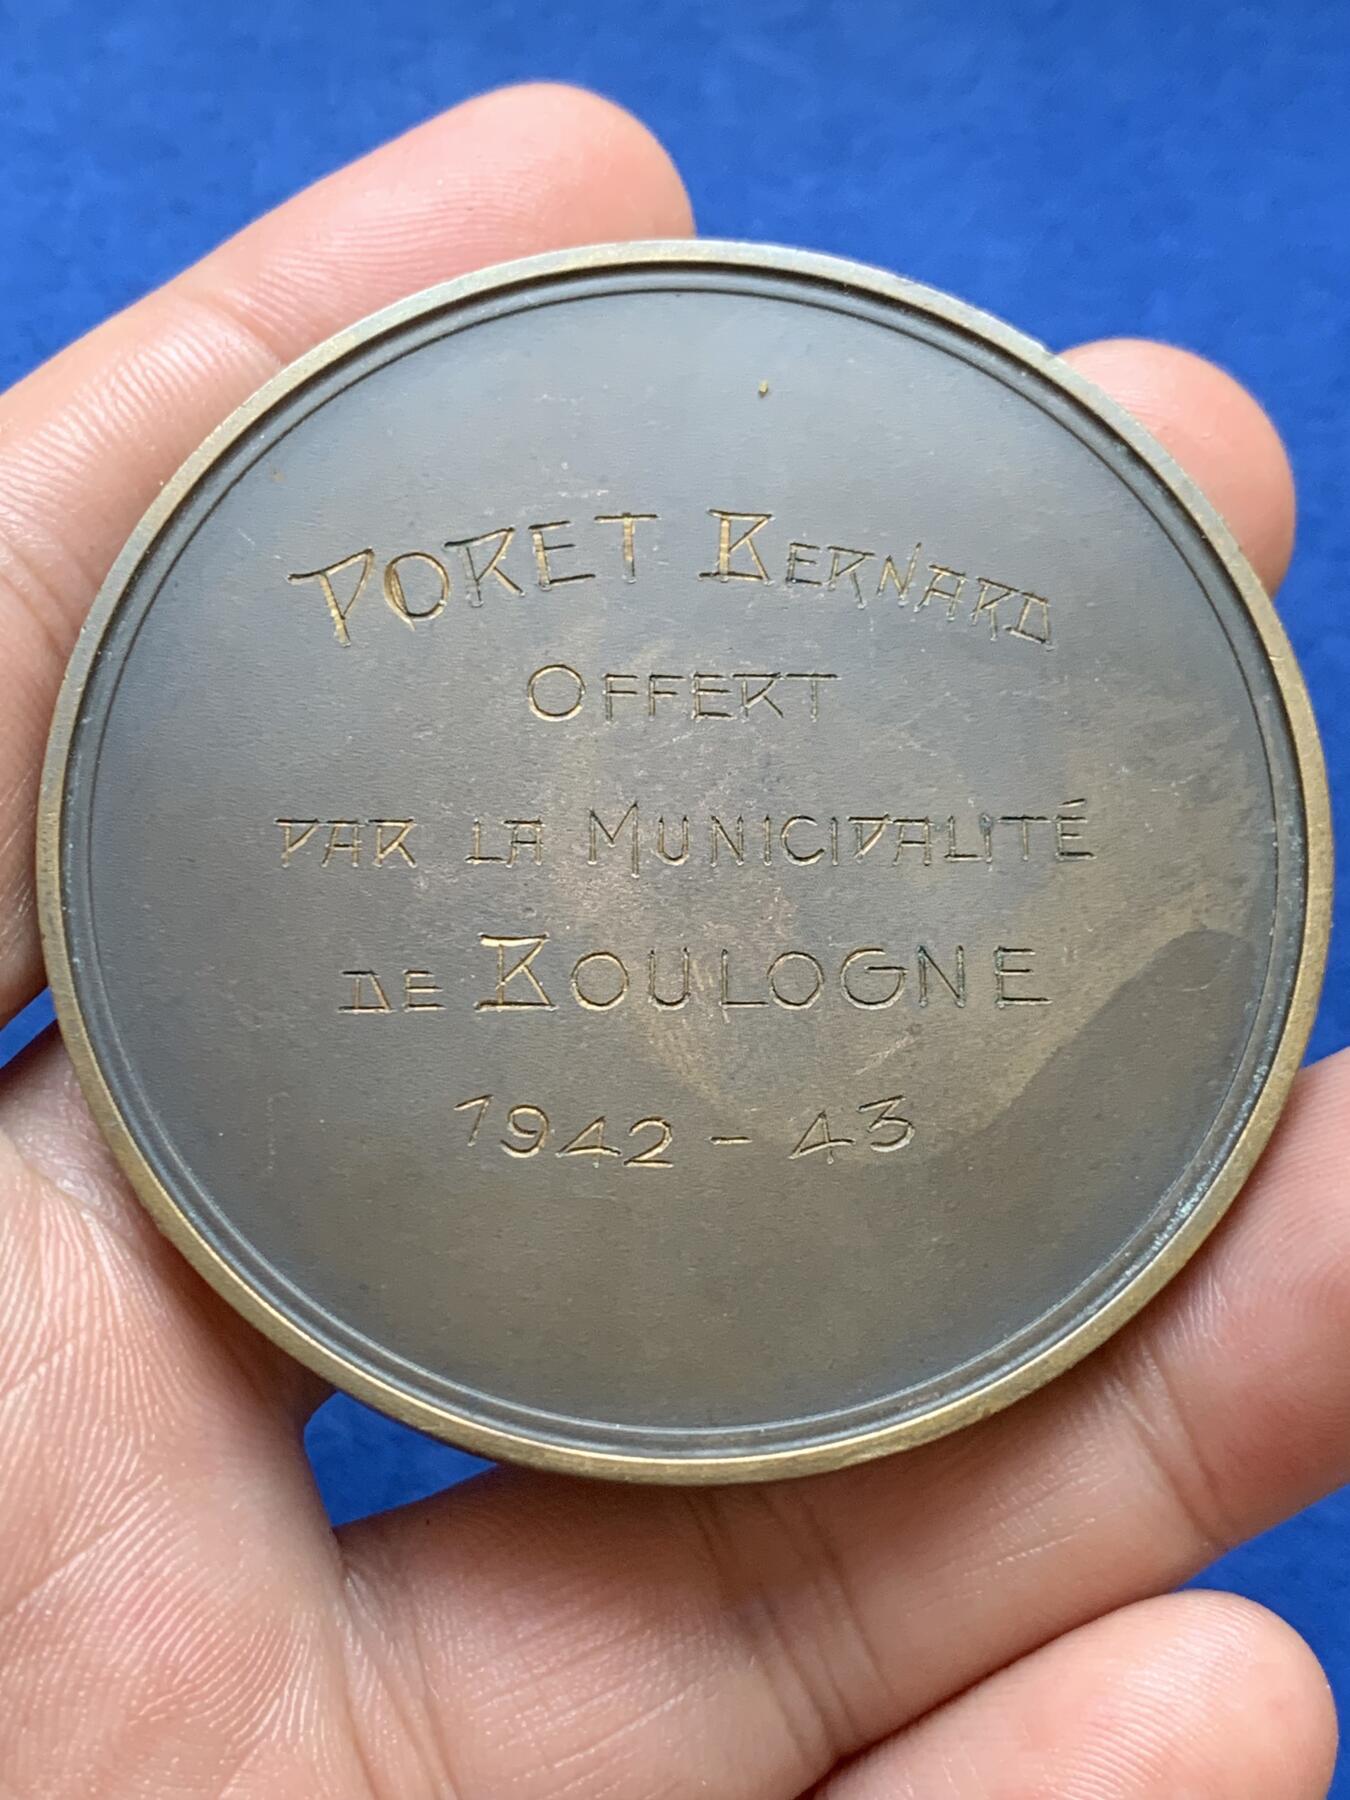 PORET BERNARD
OFFERT
PAR LA MUNICIPALITÉ
DE BOULOGNE
1942 - 43